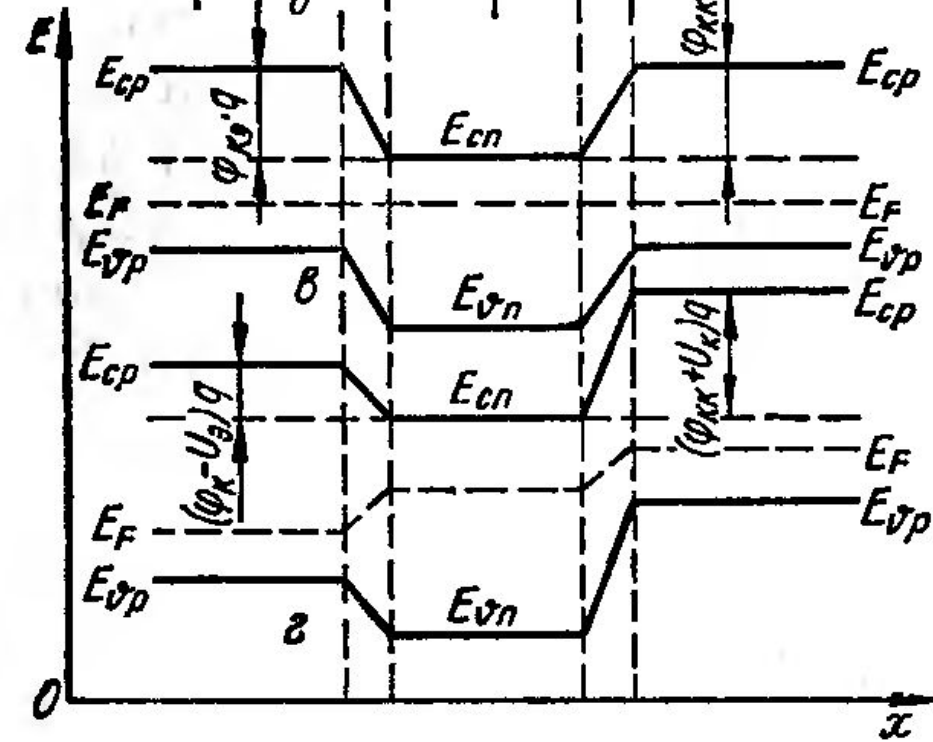 E
E_cp
φ_кэ·q
φ_кк
E_cp
E_cn
E_F
E_F
E_vp
E_vp
в
E_vn
E_cp
E_cp
(φ_к-U_э)q
E_cn
(φ_кк+U_к)q
E_F
E_F
E_vp
E_vp
г
E_vn
0
x